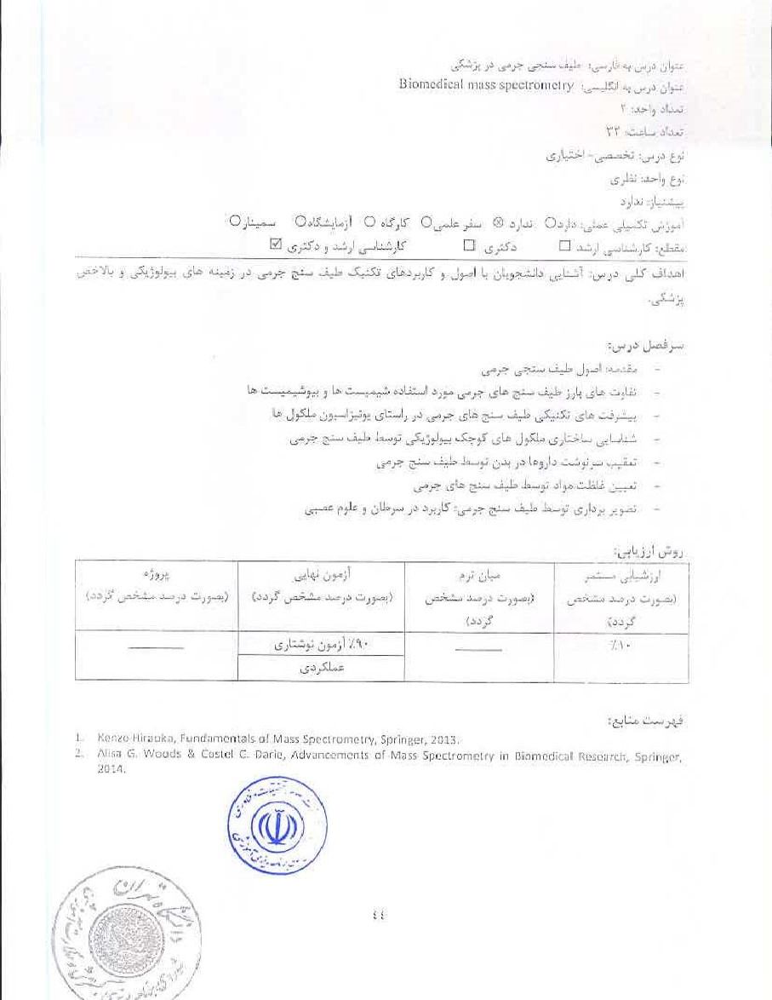 عنوان درس به فارسی: طیف سنجی جرمی در پزشکی
عنوان درس به انگلیسی: Biomedical mass spectrometry
تعداد واحد: ۲
تعداد ساعت: ۳۲
نوع درس: تخصصی- اختیاری
نوع واحد: نظری
پیشنیاز: ندارد
آموزش تکمیلی عملی: دارد○ ندارد ⊗ سفر علمی○ کارگاه ○ آزمایشگاه○ سمینار○
مقطع: کارشناسی ارشد ☐ دکتری ☐ کارشناسی ارشد و دکتری ☑
اهداف کلی درس: آشنایی دانشجویان با اصول و کاربردهای تکنیک طیف سنج جرمی در زمینه های بیولوژیکی و بالاخص
پزشکی.
سرفصل درس:
- مقدمه: اصول طیف سنجی جرمی
- تفاوت های بارز طیف سنج های جرمی مورد استفاده شیمیست ها و بیوشیمیست ها
- پیشرفت های تکنیکی طیف سنج های جرمی در راستای یونیزاسیون ملکول ها
- شناسایی ساختاری ملکول های کوچک بیولوژیکی توسط طیف سنج جرمی
- تعقیب سرنوشت داروها در بدن توسط طیف سنج جرمی
- تعیین غلظت مواد توسط طیف سنج های جرمی
- تصویر برداری توسط طیف سنج جرمی: کاربرد در سرطان و علوم عصبی
روش ارزیابی:
ارزشیابی مستمر میان ترم آزمون نهایی پروژه
(بصورت درصد مشخص (بصورت درصد مشخص (بصورت درصد مشخص گردد) (بصورت درصد مشخص گردد)
گردد) گردد)
٪۱۰ ۹۰٪ آزمون نوشتاری
عملکردی
فهرست منابع:
1. Kenzo Hiraoka, Fundamentals of Mass Spectrometry, Springer, 2013.
2. Alisa G. Woods & Costel C. Darie, Advancements of Mass Spectrometry in Biomedical Research, Springer,
2014.
دانشگاه تهران
٤٤